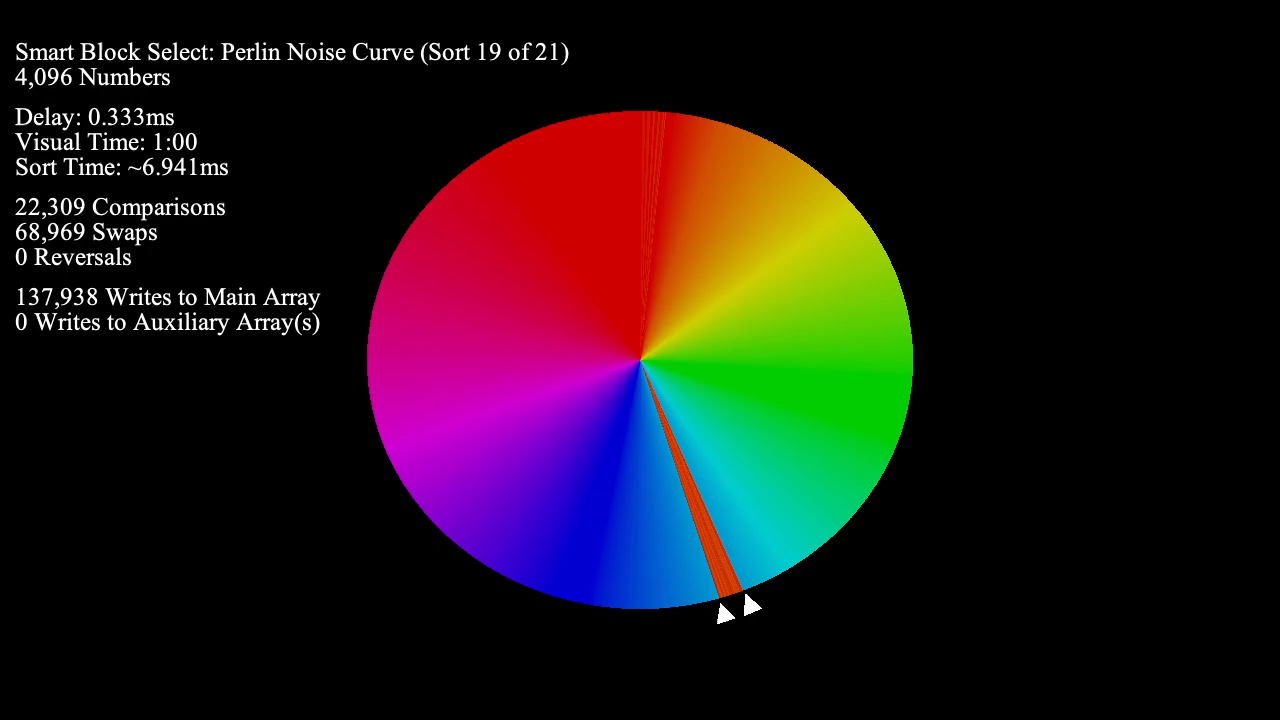 Smart Block Select: Perlin Noise Curve (Sort 19 of 21)
4,096 Numbers
Delay: 0.333ms
Visual Time: 1:00
Sort Time: ~6.941ms
22,309 Comparisons
68,969 Swaps
0 Reversals
137,938 Writes to Main Array
0 Writes to Auxiliary Array(s)